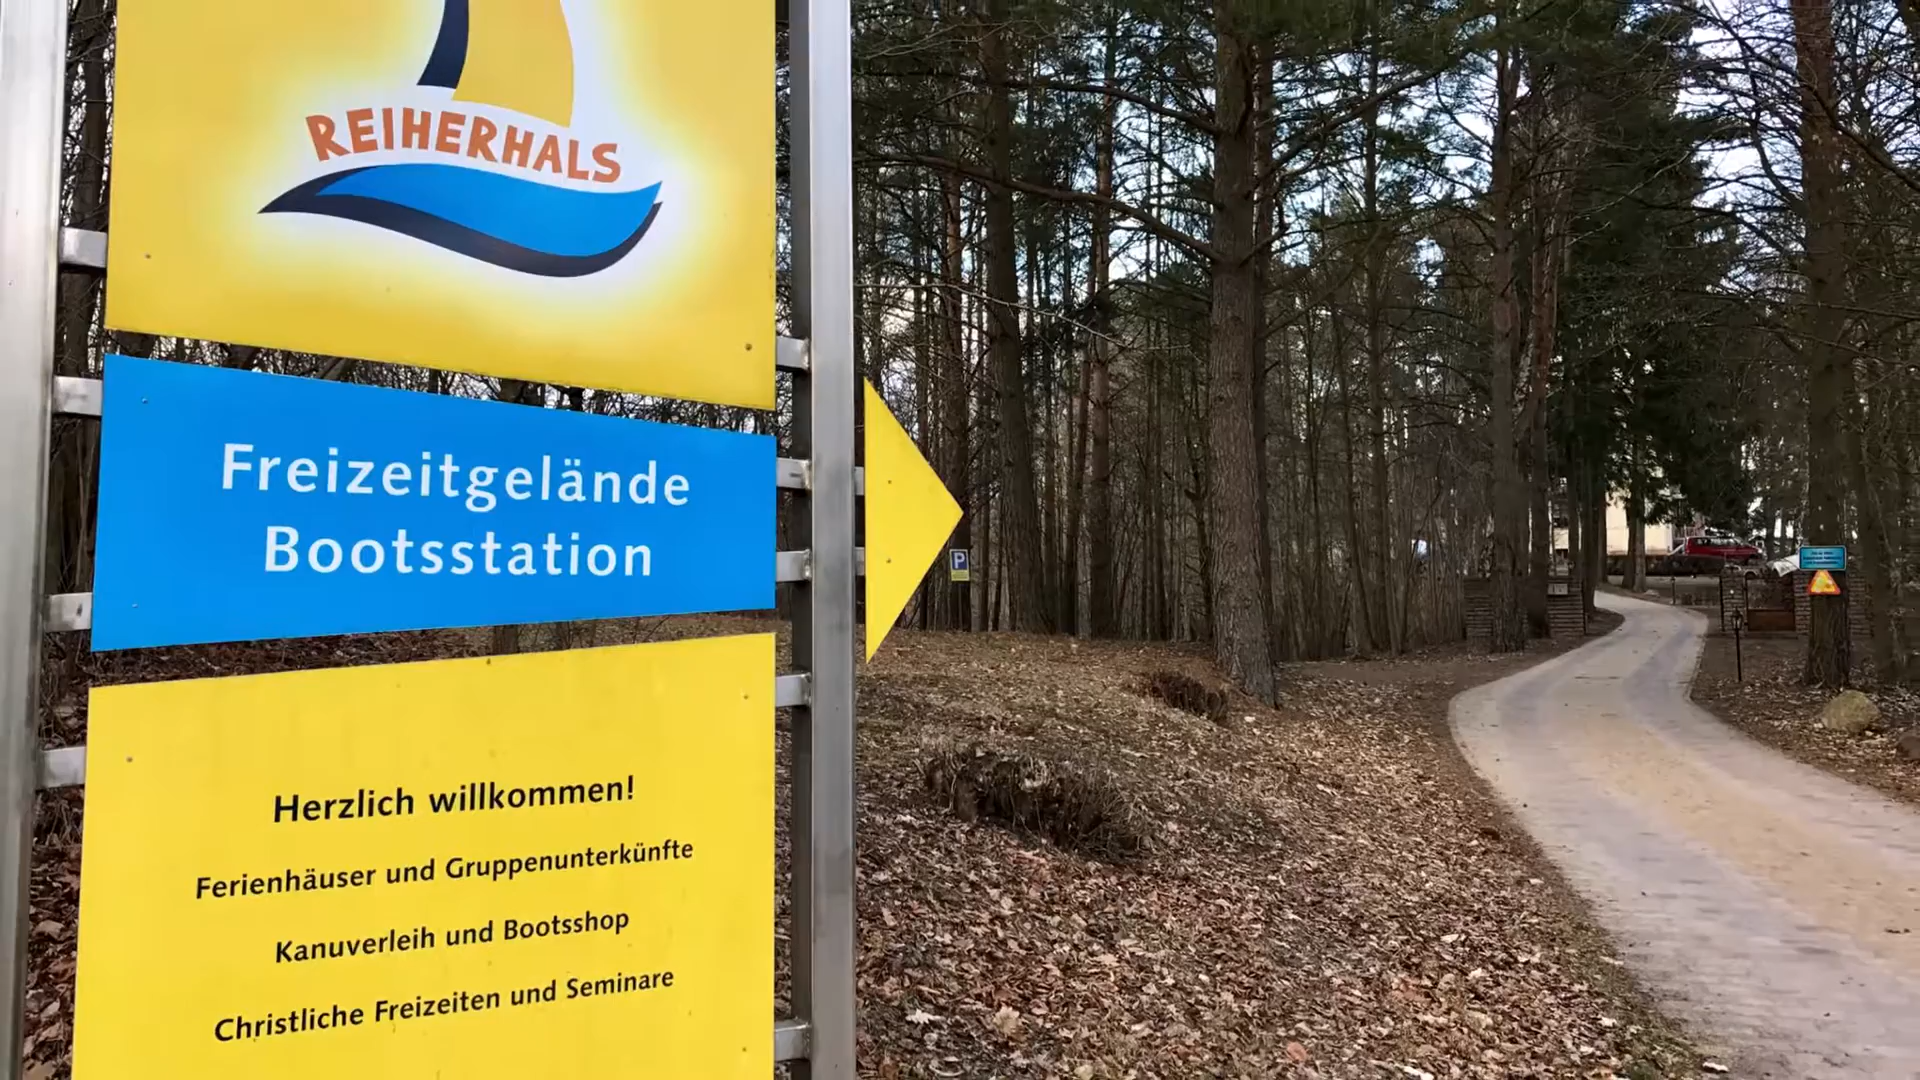 REIHERHALS
Freizeitgelände
Bootsstation
Herzlich willkommen!
Ferienhäuser und Gruppenunterkünfte
Kanuverleih und Bootsshop
Christliche Freizeiten und Seminare
P